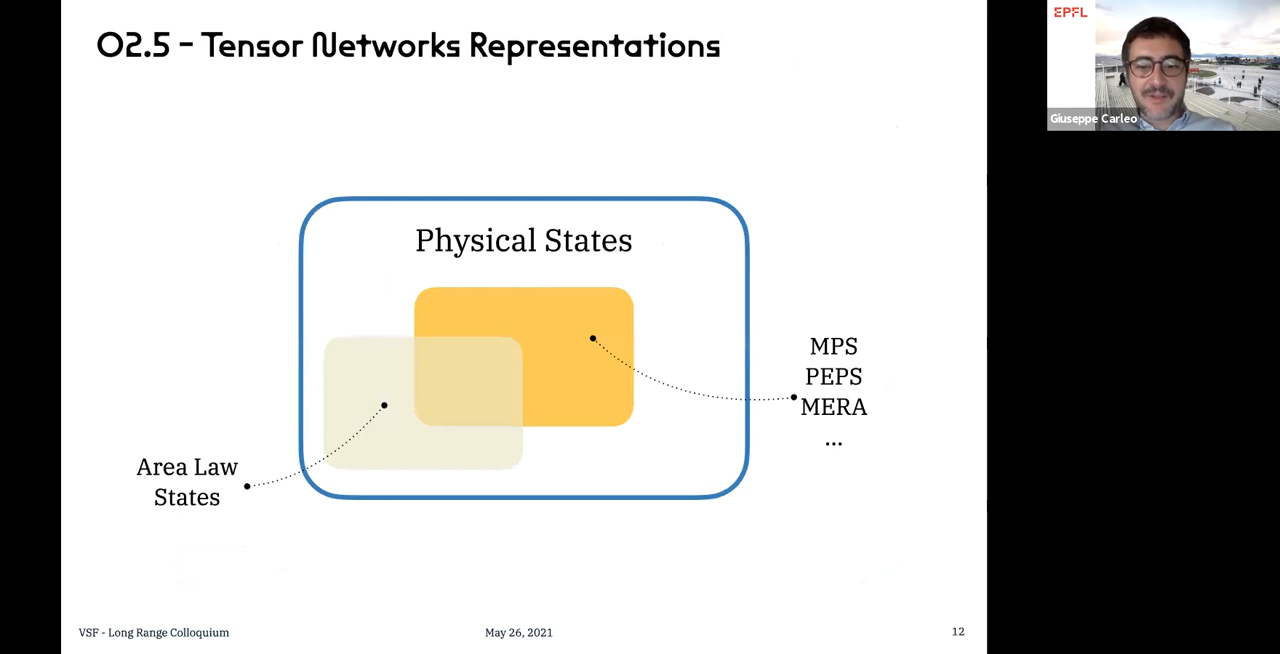 O2.5 – Tensor Networks Representations
EPFL
Giuseppe Carleo
Physical States
MPS
PEPS
MERA
...
Area Law
States
VSF - Long Range Colloquium
May 26, 2021
12